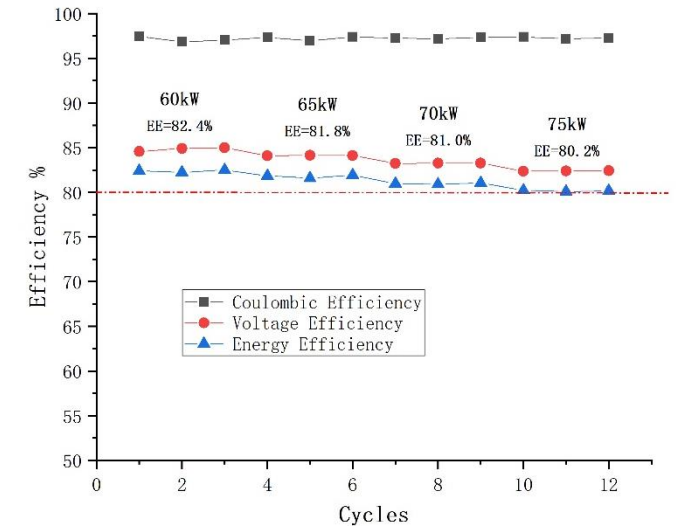 100
95
90
85
80
75
70
65
60
55
50
Efficiency %
60kW
EE=82.4%
65kW
EE=81.8%
70kW
EE=81.0%
75kW
EE=80.2%
Coulombic Efficiency
Voltage Efficiency
Energy Efficiency
0 2 4 6 8 10 12
Cycles